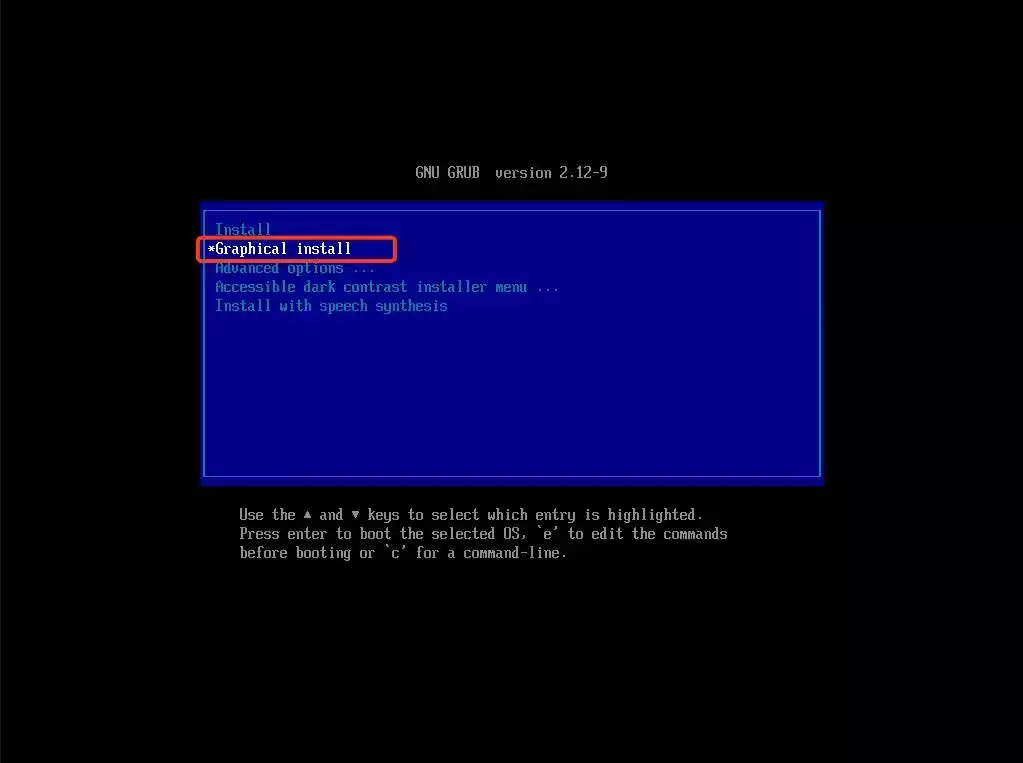 GNU GRUB  version 2.12-9
Install
*Graphical install
Advanced options ...
Accessible dark contrast installer menu ...
Install with speech synthesis
Use the ▲ and ▼ keys to select which entry is highlighted.
Press enter to boot the selected OS, `e' to edit the commands
before booting or `c' for a command-line.